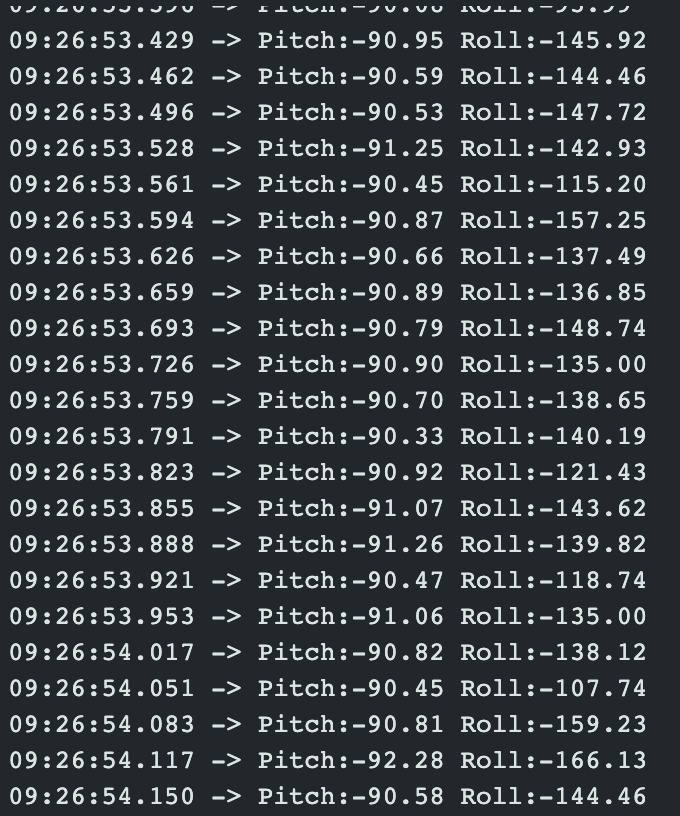 09:26:53.429 -> Pitch:-90.95 Roll:-145.92
09:26:53.462 -> Pitch:-90.59 Roll:-144.46
09:26:53.496 -> Pitch:-90.53 Roll:-147.72
09:26:53.528 -> Pitch:-91.25 Roll:-142.93
09:26:53.561 -> Pitch:-90.45 Roll:-115.20
09:26:53.594 -> Pitch:-90.87 Roll:-157.25
09:26:53.626 -> Pitch:-90.66 Roll:-137.49
09:26:53.659 -> Pitch:-90.89 Roll:-136.85
09:26:53.693 -> Pitch:-90.79 Roll:-148.74
09:26:53.726 -> Pitch:-90.90 Roll:-135.00
09:26:53.759 -> Pitch:-90.70 Roll:-138.65
09:26:53.791 -> Pitch:-90.33 Roll:-140.19
09:26:53.823 -> Pitch:-90.92 Roll:-121.43
09:26:53.855 -> Pitch:-91.07 Roll:-143.62
09:26:53.888 -> Pitch:-91.26 Roll:-139.82
09:26:53.921 -> Pitch:-90.47 Roll:-118.74
09:26:53.953 -> Pitch:-91.06 Roll:-135.00
09:26:54.017 -> Pitch:-90.82 Roll:-138.12
09:26:54.051 -> Pitch:-90.45 Roll:-107.74
09:26:54.083 -> Pitch:-90.81 Roll:-159.23
09:26:54.117 -> Pitch:-92.28 Roll:-166.13
09:26:54.150 -> Pitch:-90.58 Roll:-144.46